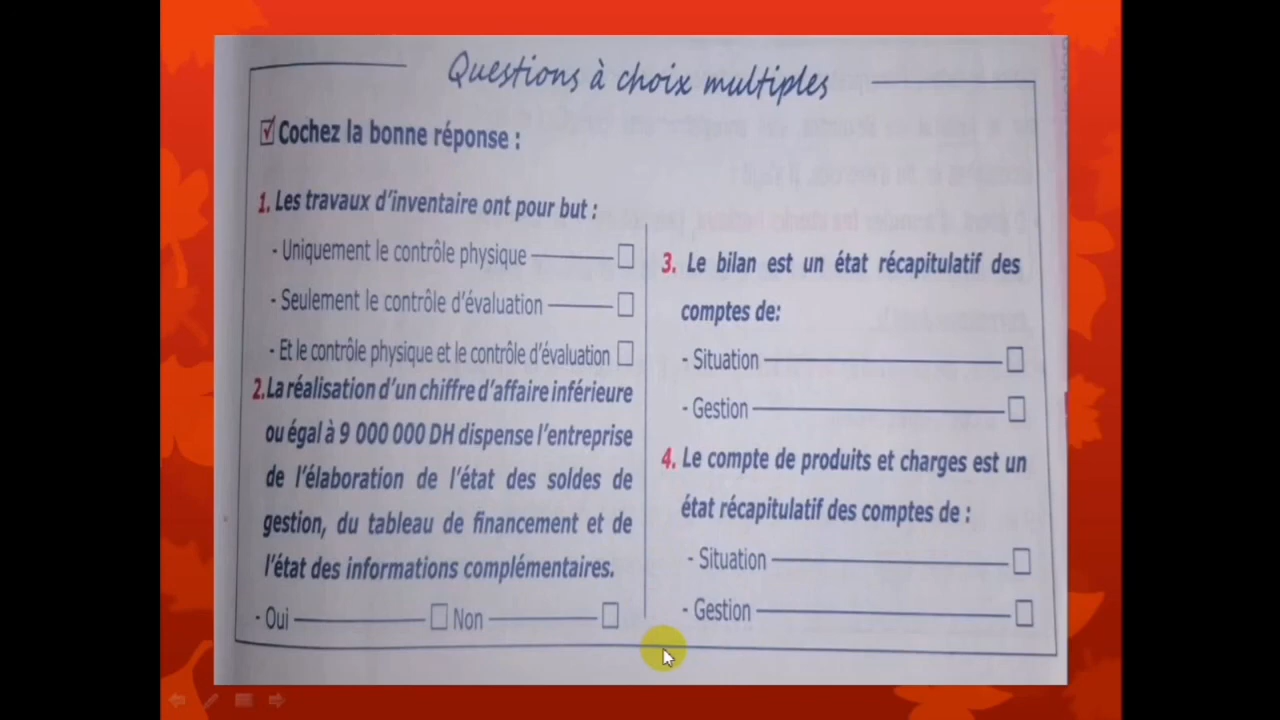 Questions à choix multiples
Cochez la bonne réponse :
1. Les travaux d'inventaire ont pour but :
- Uniquement le contrôle physique
- Seulement le contrôle d'évaluation
- Et le contrôle physique et le contrôle d'évaluation
2. La réalisation d'un chiffre d'affaire inférieure
ou égal à 9 000 000 DH dispense l'entreprise
de l'élaboration de l'état des soldes de
gestion, du tableau de financement et de
l'état des informations complémentaires.
- Oui Non
3. Le bilan est un état récapitulatif des
comptes de:
- Situation
- Gestion
4. Le compte de produits et charges est un
état récapitulatif des comptes de :
- Situation
- Gestion